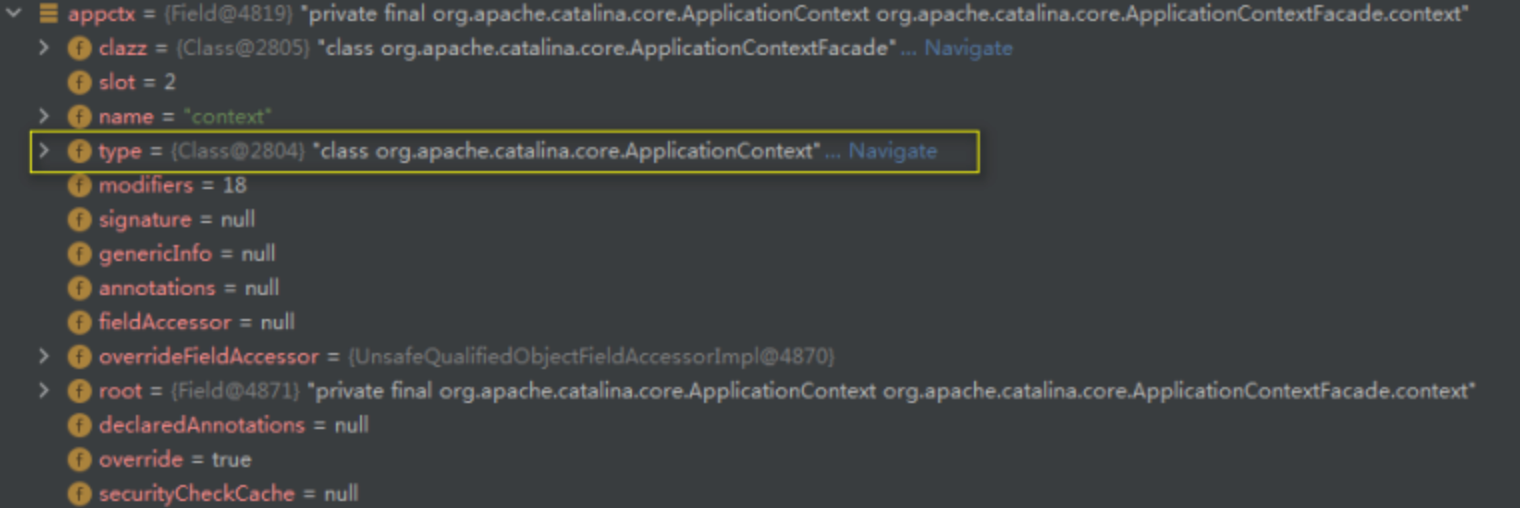 appctx = {Field@4819} "private final org.apache.catalina.core.ApplicationContext org.apache.catalina.core.ApplicationContextFacade.context"
f clazz = {Class@2805} "class org.apache.catalina.core.ApplicationContextFacade" ... Navigate
f slot = 2
f name = "context"
f type = {Class@2804} "class org.apache.catalina.core.ApplicationContext" ... Navigate
f modifiers = 18
f signature = null
f genericInfo = null
f annotations = null
f fieldAccessor = null
f overrideFieldAccessor = {UnsafeQualifiedObjectFieldAccessorImpl@4870}
f root = {Field@4871} "private final org.apache.catalina.core.ApplicationContext org.apache.catalina.core.ApplicationContextFacade.context"
f declaredAnnotations = null
f override = true
f securityCheckCache = null